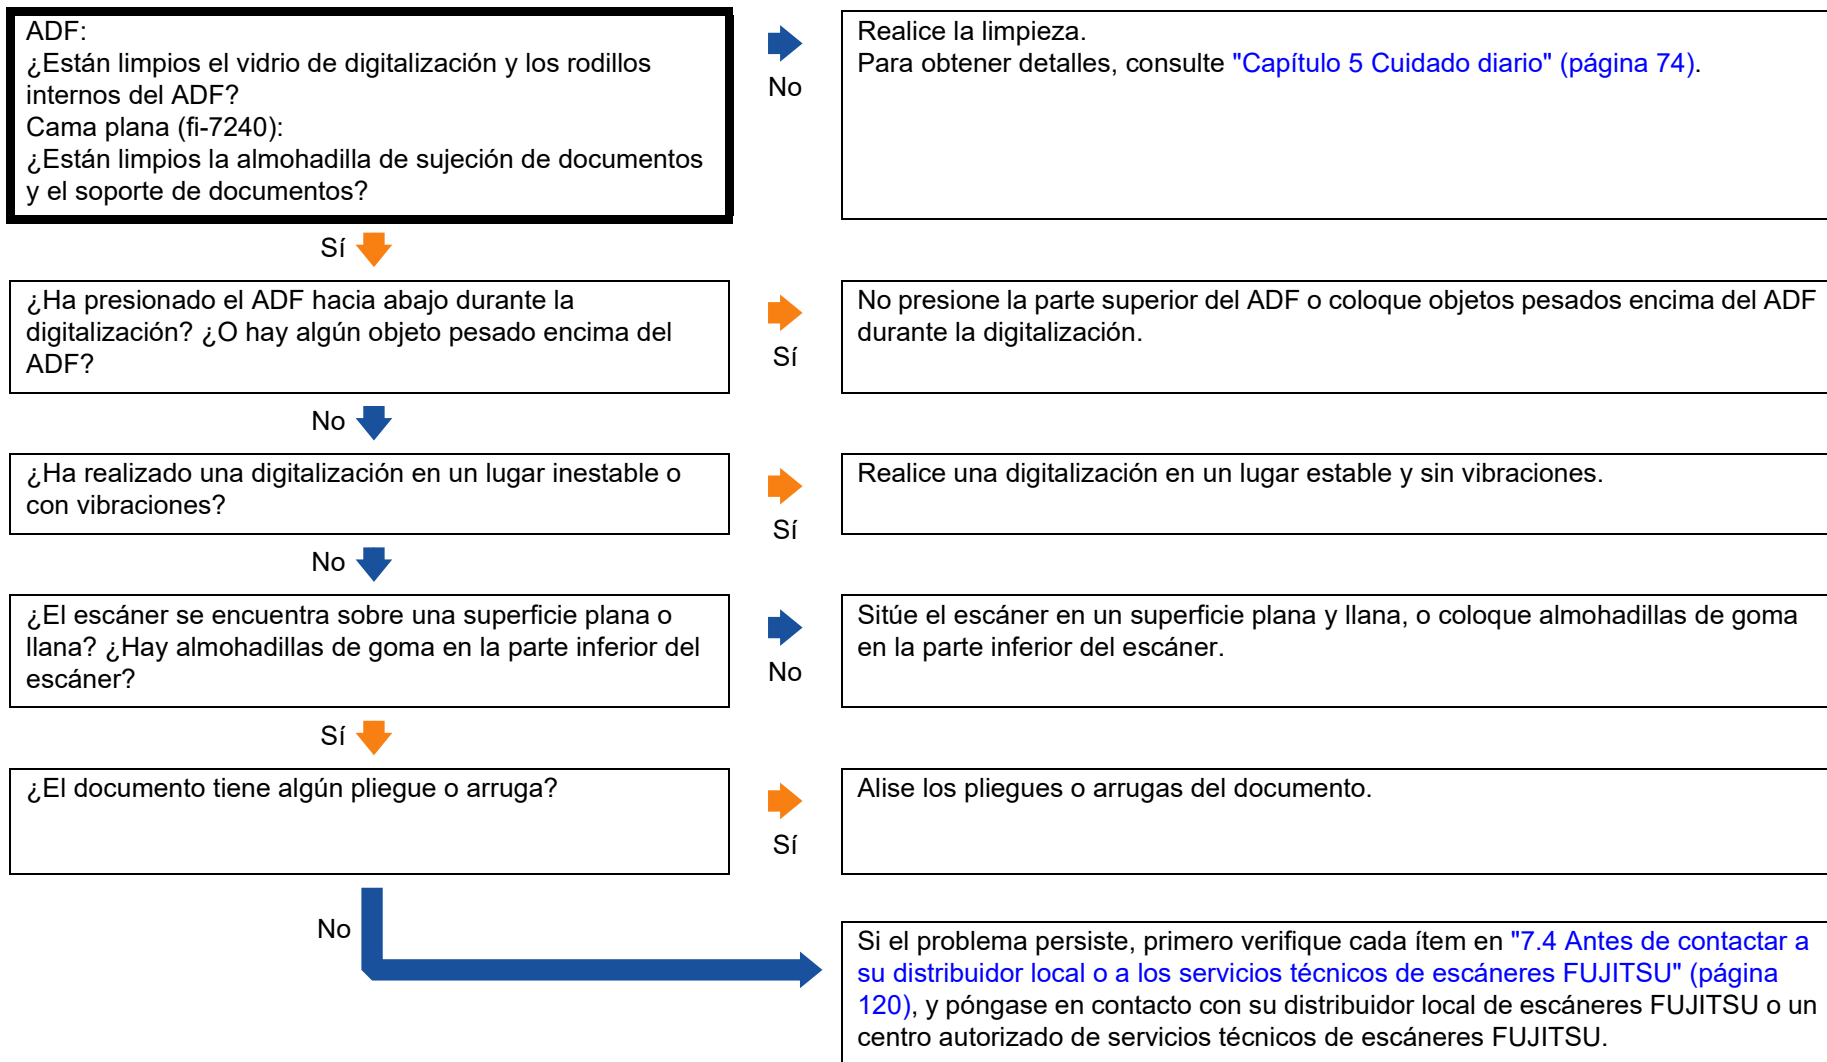 ADF:
¿Están limpios el vidrio de digitalización y los rodillos
internos del ADF?
Cama plana (fi-7240):
¿Están limpios la almohadilla de sujeción de documentos
y el soporte de documentos?
No
Realice la limpieza.
Para obtener detalles, consulte "Capítulo 5 Cuidado diario" (página 74).
Sí
¿Ha presionado el ADF hacia abajo durante la
digitalización? ¿O hay algún objeto pesado encima del
ADF?
Sí
No presione la parte superior del ADF o coloque objetos pesados encima del ADF
durante la digitalización.
No
¿Ha realizado una digitalización en un lugar inestable o
con vibraciones?
Sí
Realice una digitalización en un lugar estable y sin vibraciones.
No
¿El escáner se encuentra sobre una superficie plana o
llana? ¿Hay almohadillas de goma en la parte inferior del
escáner?
No
Sitúe el escáner en un superficie plana y llana, o coloque almohadillas de goma
en la parte inferior del escáner.
Sí
¿El documento tiene algún pliegue o arruga?
Sí
Alise los pliegues o arrugas del documento.
No
Si el problema persiste, primero verifique cada ítem en "7.4 Antes de contactar a
su distribuidor local o a los servicios técnicos de escáneres FUJITSU" (página
120), y póngase en contacto con su distribuidor local de escáneres FUJITSU o un
centro autorizado de servicios técnicos de escáneres FUJITSU.